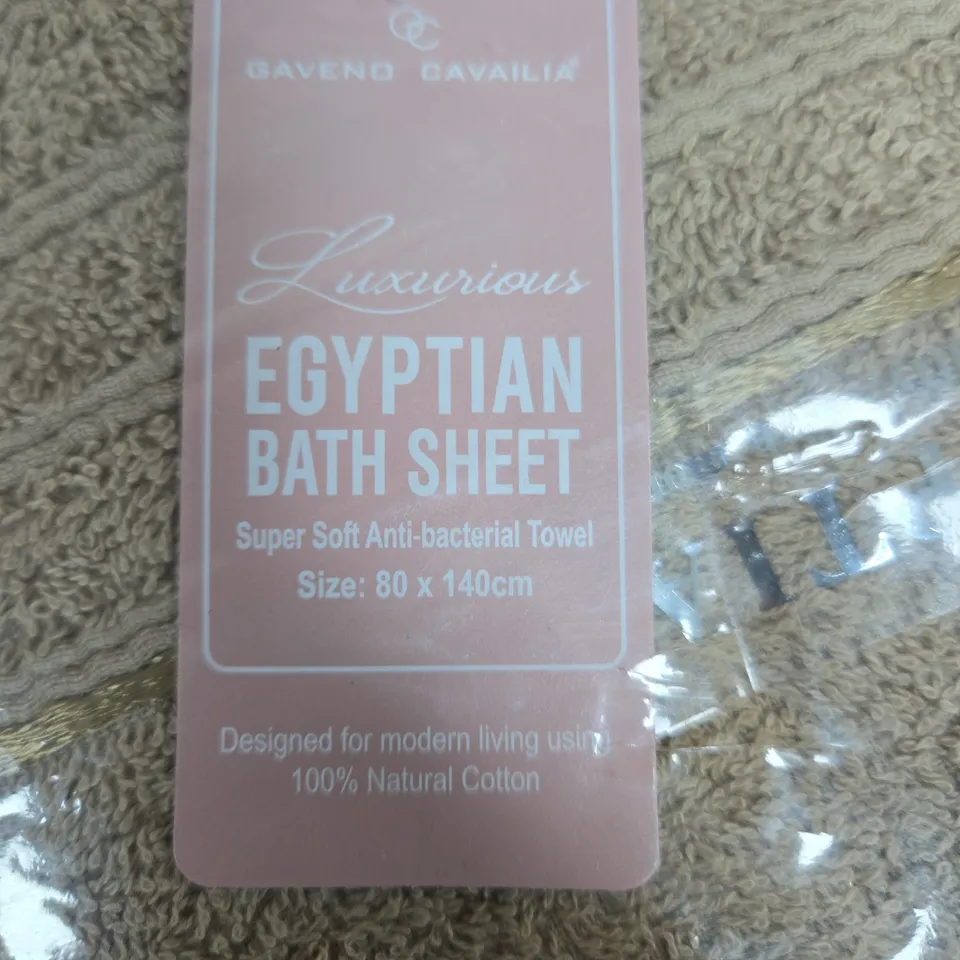 GC
GAVENO CAVAILIA®
Luxurious
EGYPTIAN
BATH SHEET
Super Soft Anti-bacterial Towel
Size: 80 x 140cm
Designed for modern living using
100% Natural Cotton